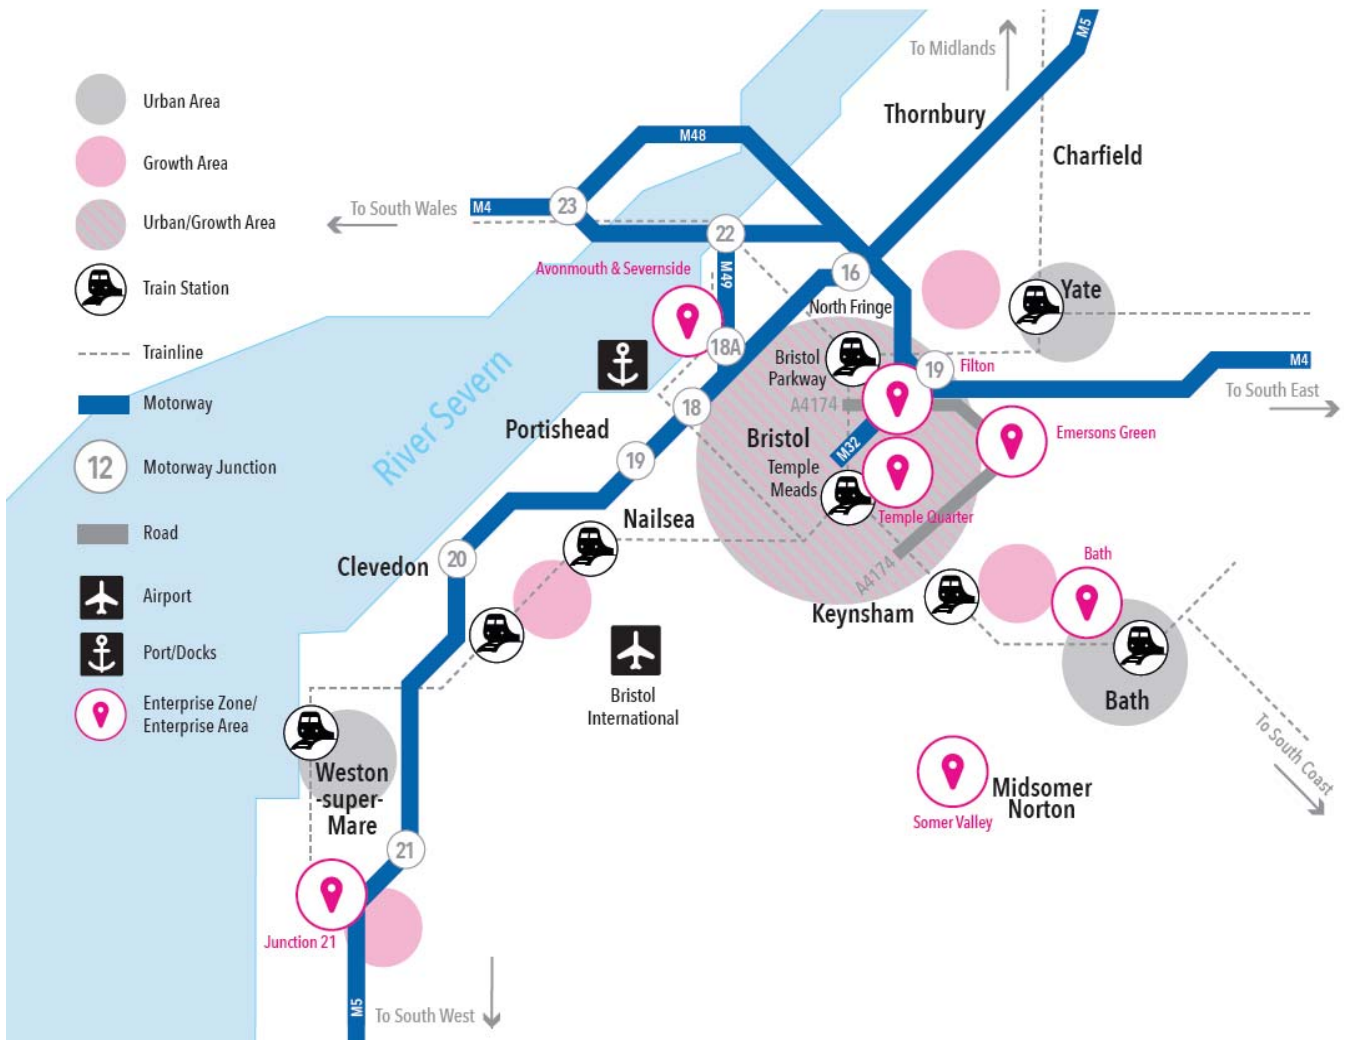 Urban Area
Growth Area
Urban/Growth Area
Train Station
Trainline
Motorway
12
Motorway Junction
Road
Airport
Port/Docks
Enterprise Zone/
Enterprise Area
To Midlands
M5
Thornbury
Charfield
M48
To South Wales
M4
23
22
Avonmouth & Severnside
M49
16
North Fringe
Yate
18A
Bristol
Parkway
19
Filton
M4
To South East
River Severn
18
A4174
Portishead
Bristol
M32
Emersons Green
19
Temple
Meads
Temple Quarter
Nailsea
Clevedon
20
A4174
Bath
Keynsham
Bristol
International
Bath
To South Coast
Weston
-super-
Mare
Midsomer
Norton
Somer Valley
21
Junction 21
M5
To South West